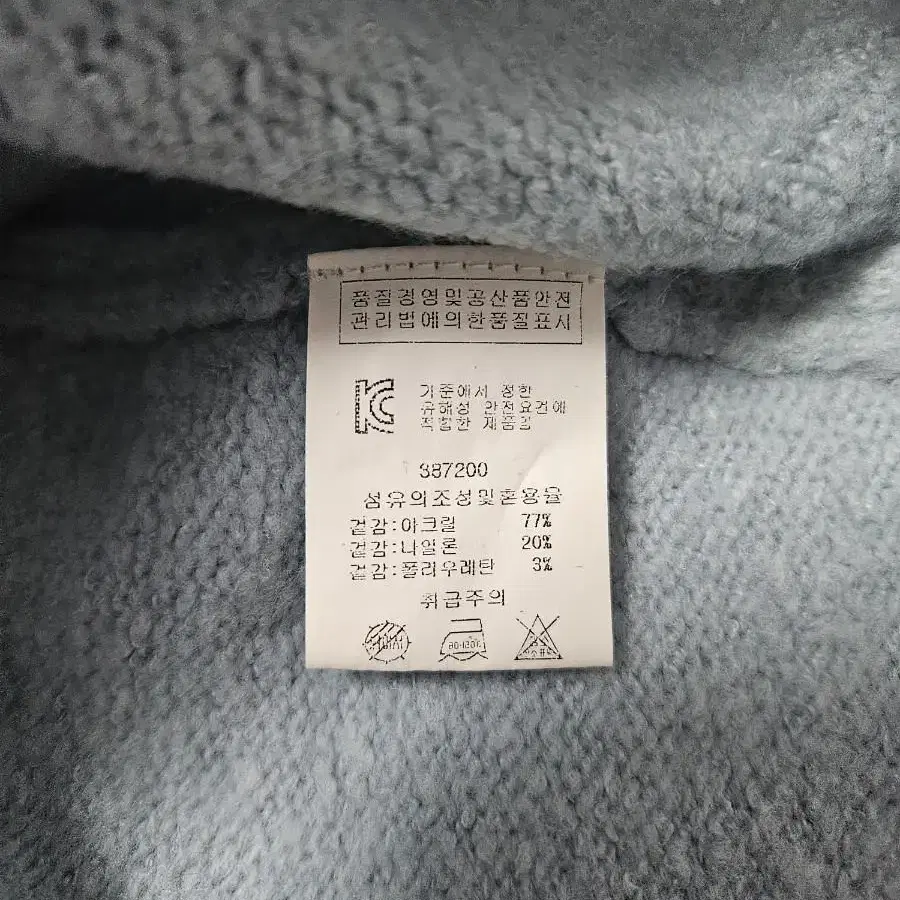 품질경영및공산품안전
관리법에의한품질표시
기준에서 정한
유해성 안전요건에
적합한 제품임
387200
섬유의조성및혼용율
겉감:아크릴 77%
겉감:나일론 20%
겉감:폴리우레탄 3%
취급주의
80-120℃